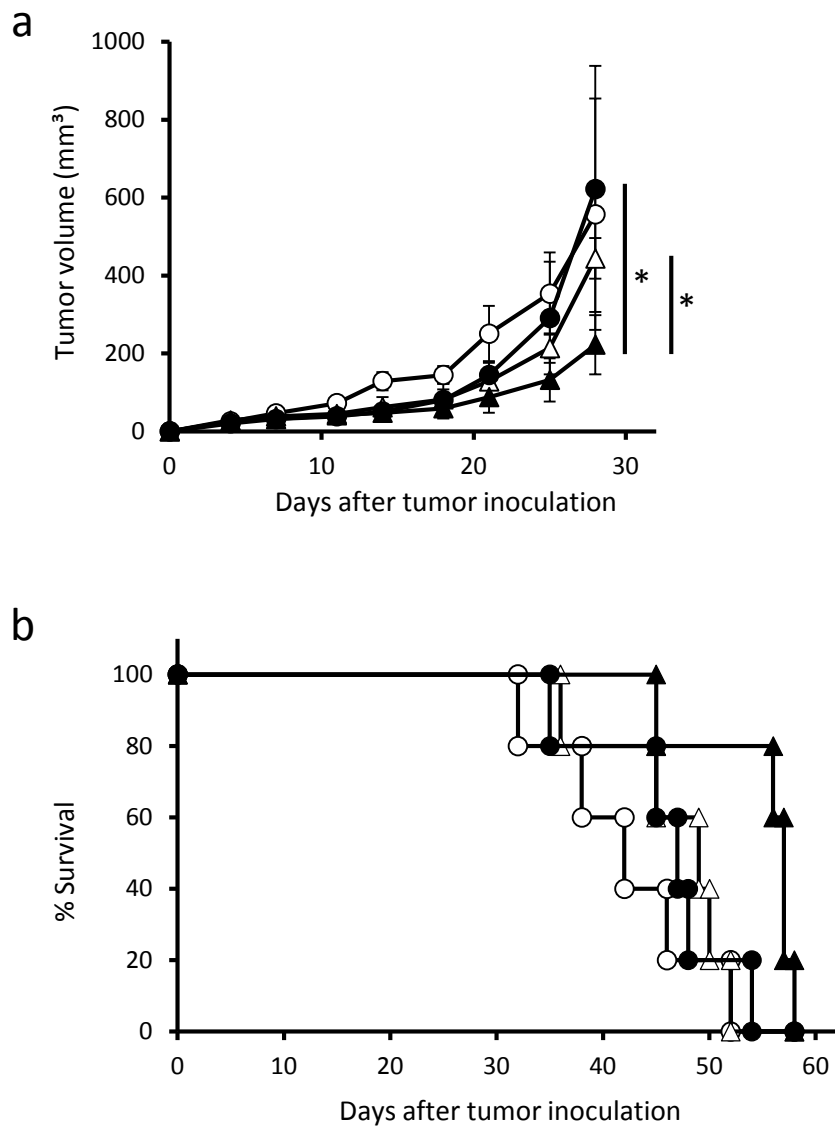 a
1000
800
600
400
200
0
Tumor volume (mm³)
*
*
0 10 20 30
Days after tumor inoculation
b
100
80
60
40
20
0
% Survival
0 10 20 30 40 50 60
Days after tumor inoculation